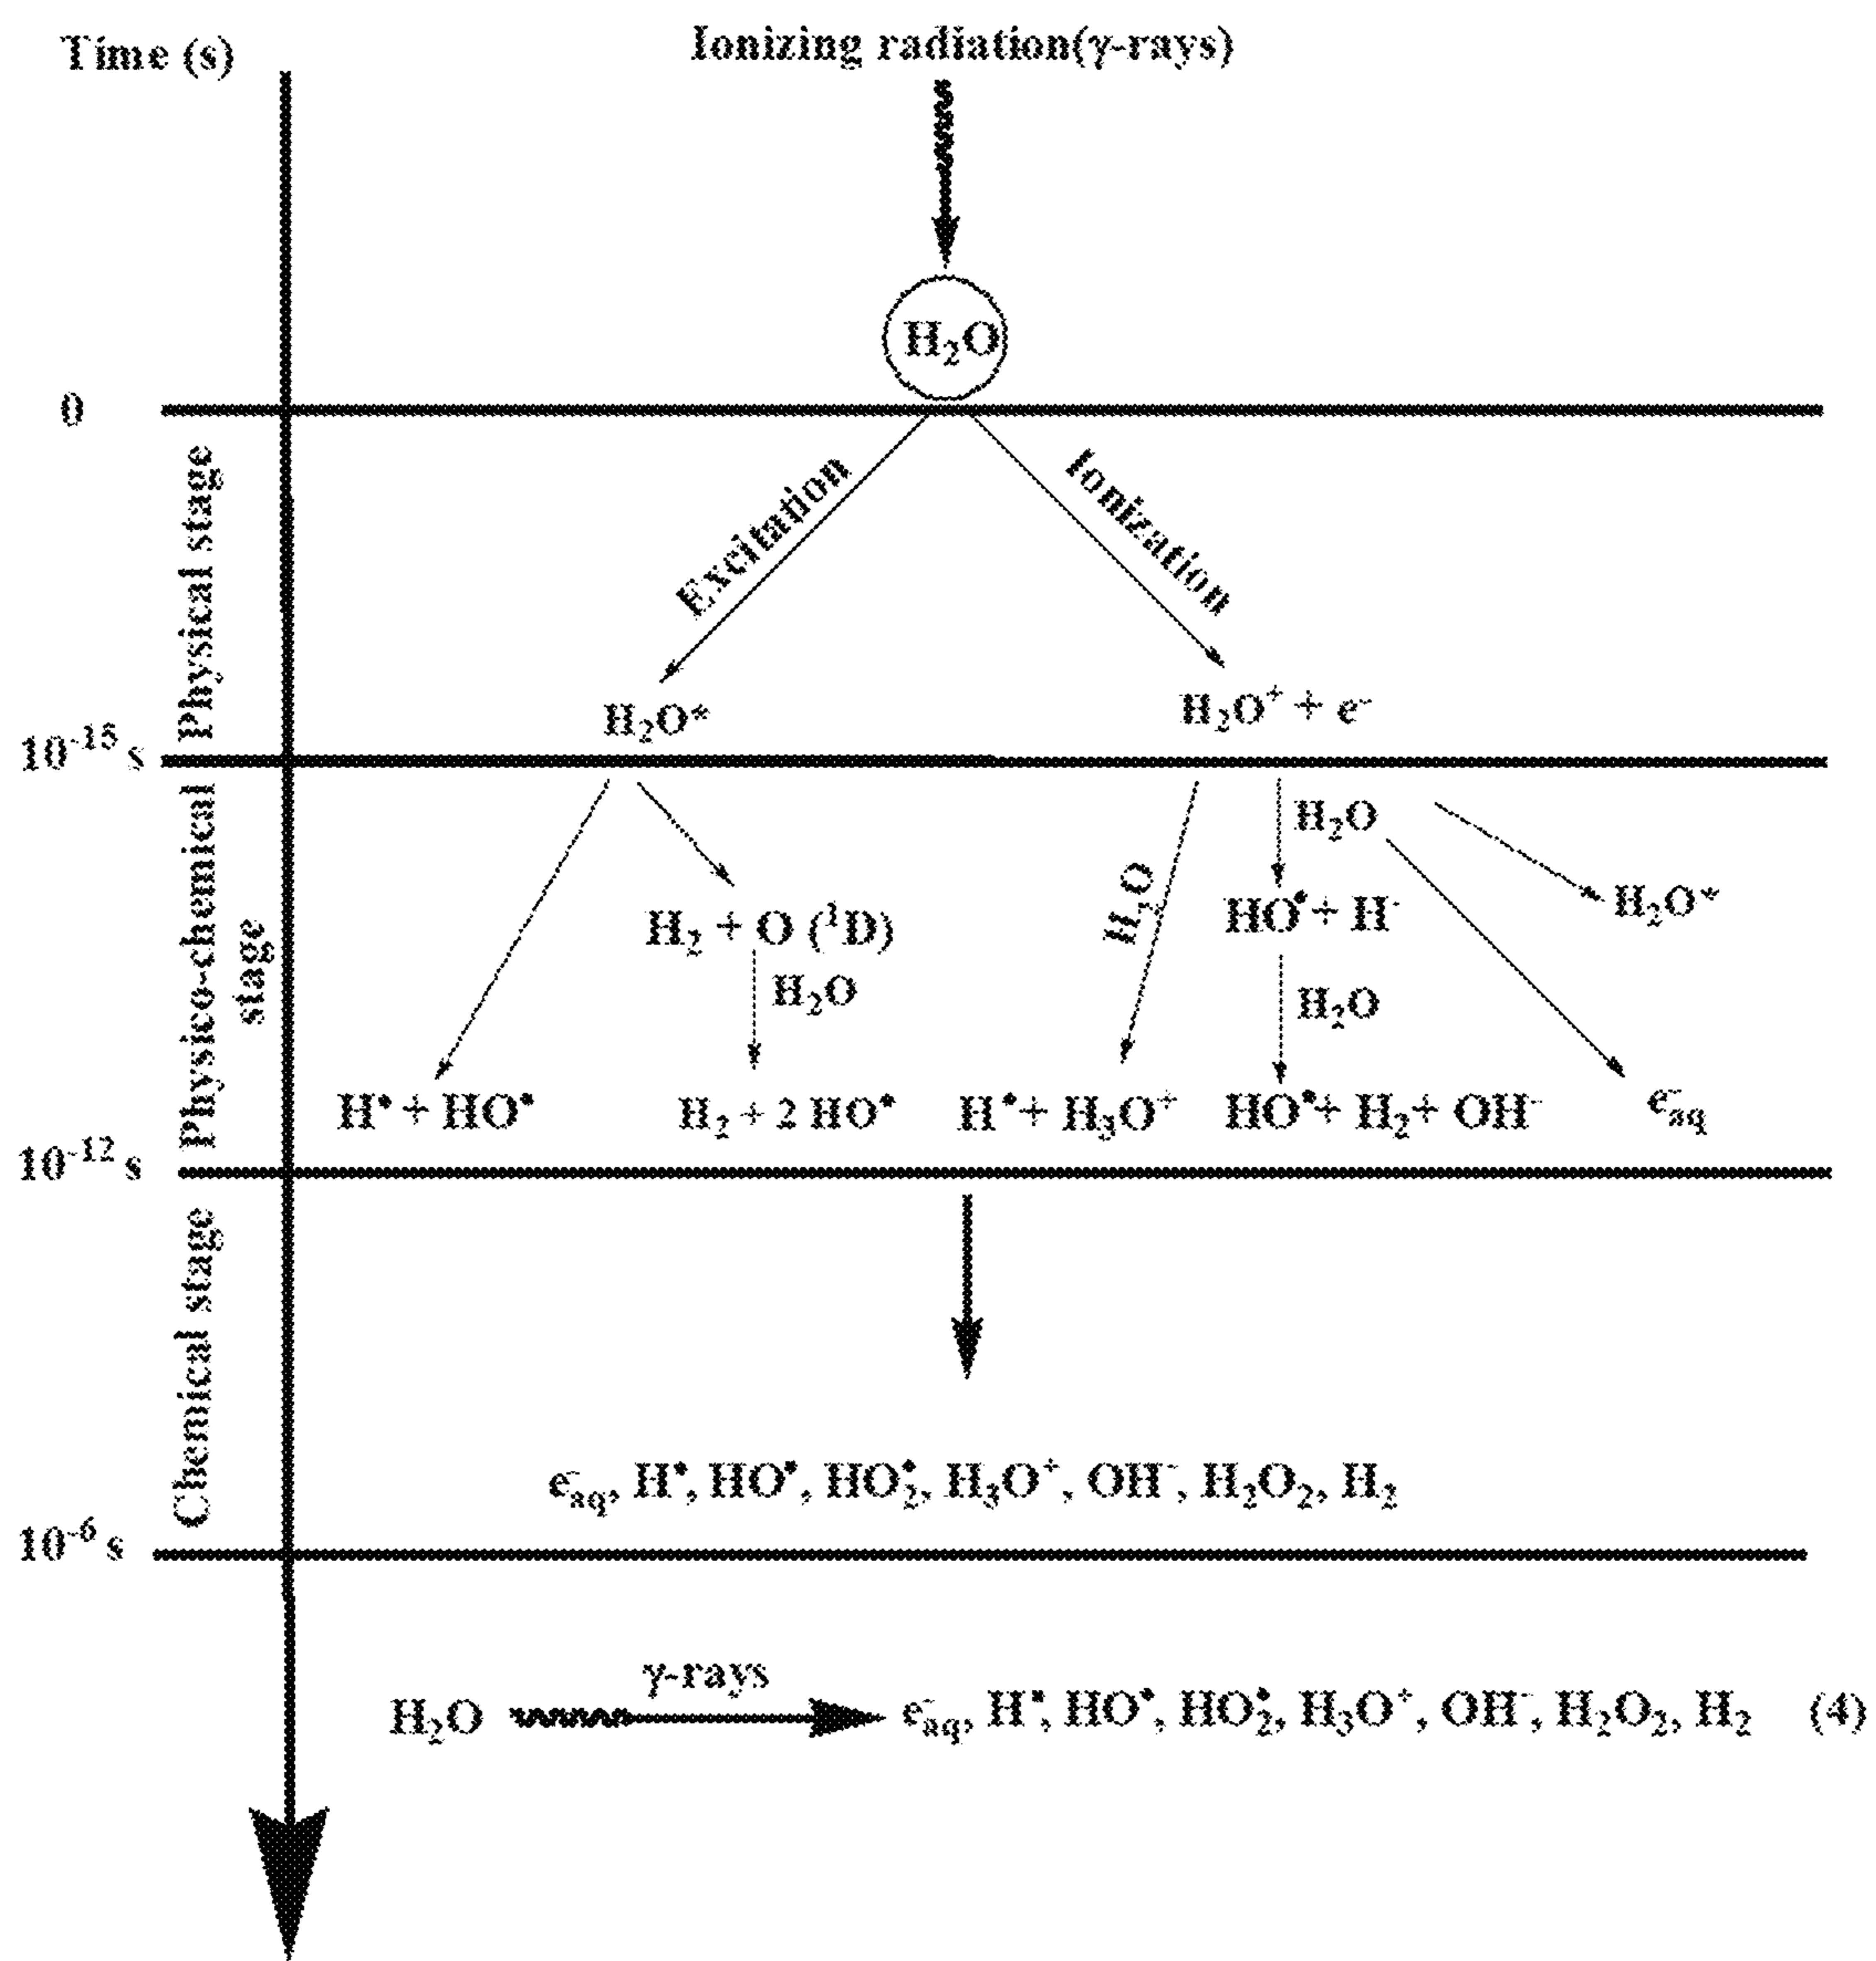 Time (s)
Ionizing radiation(γ-rays)
H₂O
0
Physical stage
Excitation
Ionization
H₂O*
H₂O⁺ + e⁻
10⁻¹⁵ s
Physico-chemical
stage
H₂O
H₂O
H₂O*
H₂ + O (¹D)
HO• + H⁻
H₂O
H₂O
H• + HO•
H₂ + 2 HO•
H• + H₃O⁺
HO• + H₂ + OH⁻
e⁻aq
10⁻¹² s
Chemical stage
e⁻aq, H•, HO•, HO₂•, H₃O⁺, OH⁻, H₂O₂, H₂
10⁻⁶ s
γ-rays
H₂O e⁻aq, H•, HO•, HO₂•, H₃O⁺, OH⁻, H₂O₂, H₂ (4)